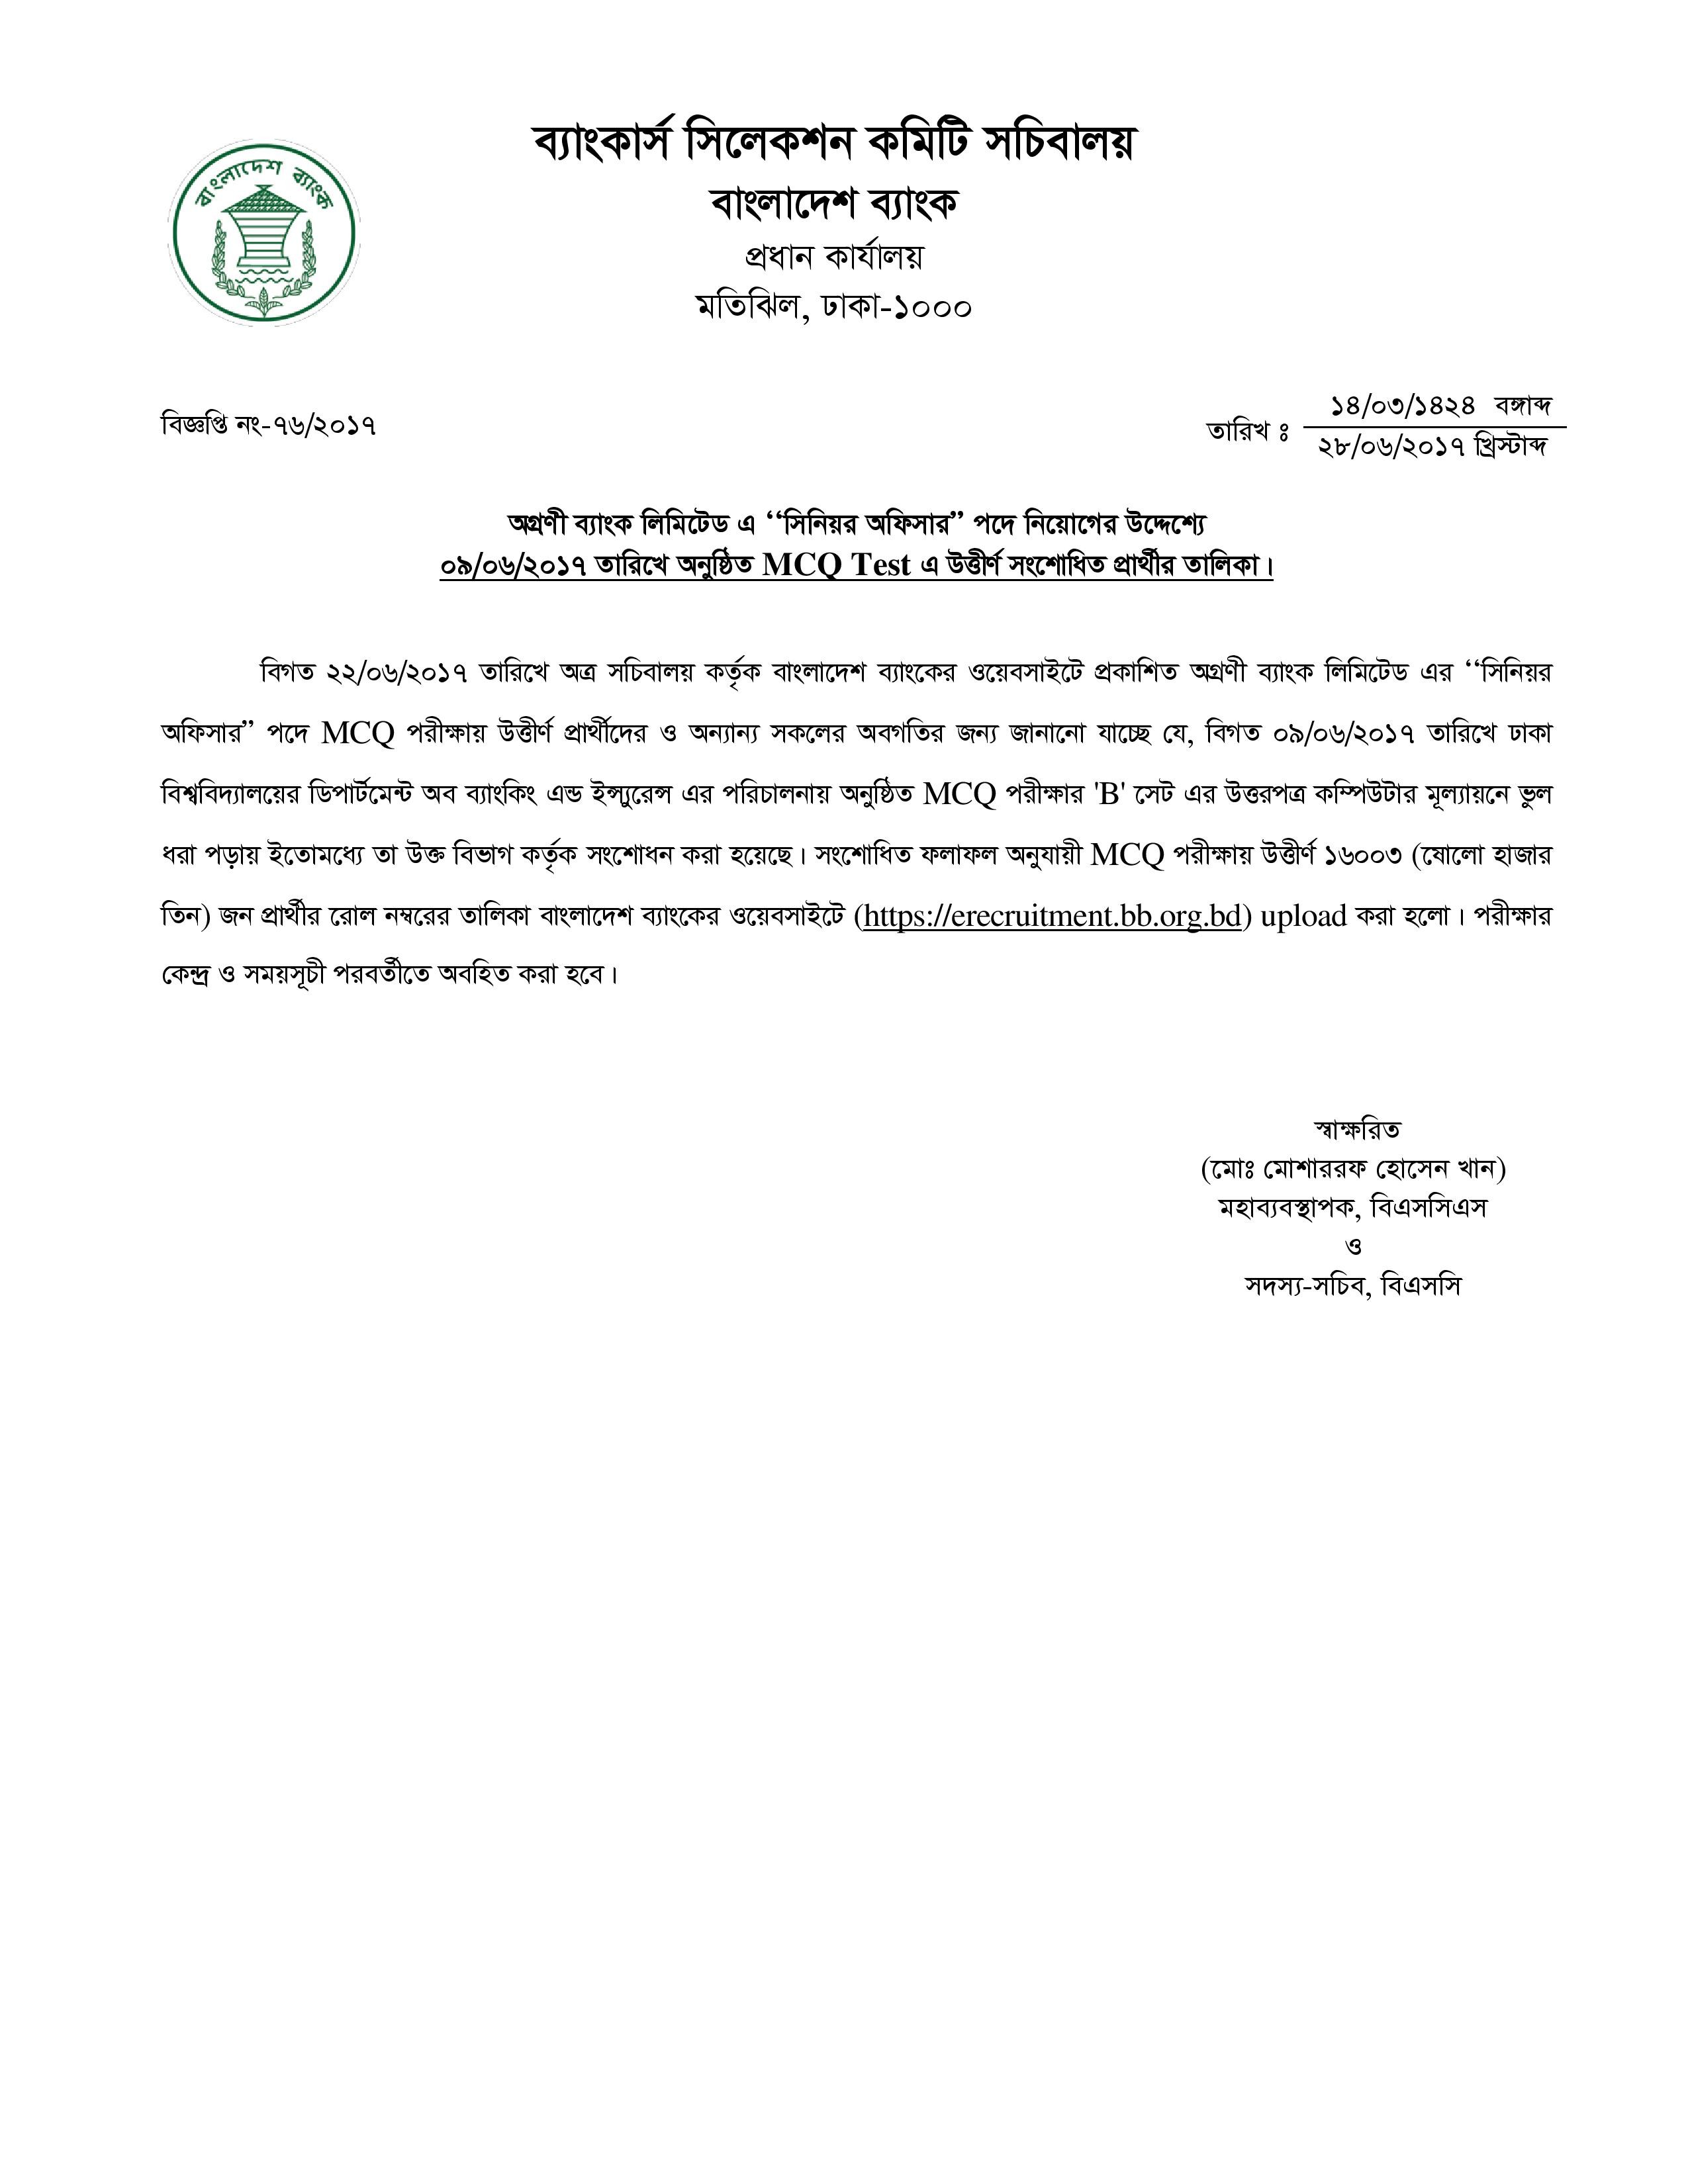 ব্যাংকার্স সিলেকশন কমিটি সচিবালয়
বাংলাদেশ ব্যাংক
বাংলাদেশ ব্যাংক
প্রধান কার্যালয়
মতিঝিল, ঢাকা-১০০০
বিজ্ঞপ্তি নং-৭৬/২০১৭
তারিখ ঃ ১৪/০৩/১৪২৪ বঙ্গাব্দ
২৮/০৬/২০১৭ খ্রিস্টাব্দ
অগ্রণী ব্যাংক লিমিটেড এ ‘‘সিনিয়র অফিসার’’ পদে নিয়োগের উদ্দেশ্যে
০৯/০৬/২০১৭ তারিখে অনুষ্ঠিত MCQ Test এ উত্তীর্ণ সংশোধিত প্রার্থীর তালিকা।
বিগত ২২/০৬/২০১৭ তারিখে অত্র সচিবালয় কর্তৃক বাংলাদেশ ব্যাংকের ওয়েবসাইটে প্রকাশিত অগ্রণী ব্যাংক লিমিটেড এর ‘‘সিনিয়র
অফিসার’’ পদে MCQ পরীক্ষায় উত্তীর্ণ প্রার্থীদের ও অন্যান্য সকলের অবগতির জন্য জানানো যাচ্ছে যে, বিগত ০৯/০৬/২০১৭ তারিখে ঢাকা
বিশ্ববিদ্যালয়ের ডিপার্টমেন্ট অব ব্যাংকিং এন্ড ইন্স্যুরেন্স এর পরিচালনায় অনুষ্ঠিত MCQ পরীক্ষার 'B' সেট এর উত্তরপত্র কম্পিউটার মূল্যায়নে ভুল
ধরা পড়ায় ইতোমধ্যে তা উক্ত বিভাগ কর্তৃক সংশোধন করা হয়েছে। সংশোধিত ফলাফল অনুযায়ী MCQ পরীক্ষায় উত্তীর্ণ ১৬০০৩ (ষোলো হাজার
তিন) জন প্রার্থীর রোল নম্বরের তালিকা বাংলাদেশ ব্যাংকের ওয়েবসাইটে (https://erecruitment.bb.org.bd) upload করা হলো। পরীক্ষার
কেন্দ্র ও সময়সূচী পরবর্তীতে অবহিত করা হবে।
স্বাক্ষরিত
(মোঃ মোশাররফ হোসেন খান)
মহাব্যবস্থাপক, বিএসসিএস
ও
সদস্য-সচিব, বিএসসি